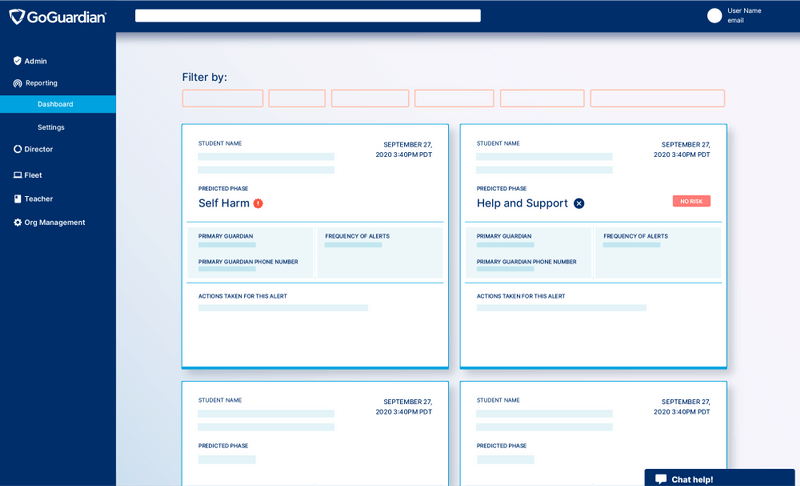 GoGuardian
User Name
email
Admin
Reporting
Dashboard
Settings
Director
Fleet
Teacher
Org Management
Filter by:
STUDENT NAME
SEPTEMBER 27,
2020 3:40PM PDT
PREDICTED PHASE
Self Harm
PRIMARY GUARDIAN
FREQUENCY OF ALERTS
PRIMARY GUARDIAN PHONE NUMBER
ACTIONS TAKEN FOR THIS ALERT
STUDENT NAME
SEPTEMBER 27,
2020 3:40PM PDT
PREDICTED PHASE
Help and Support
NO RISK
PRIMARY GUARDIAN
FREQUENCY OF ALERTS
PRIMARY GUARDIAN PHONE NUMBER
ACTIONS TAKEN FOR THIS ALERT
STUDENT NAME
SEPTEMBER 27,
2020 3:40PM PDT
PREDICTED PHASE
STUDENT NAME
SEPTEMBER 27,
2020 3:40PM PDT
PREDICTED PHASE
Chat help!